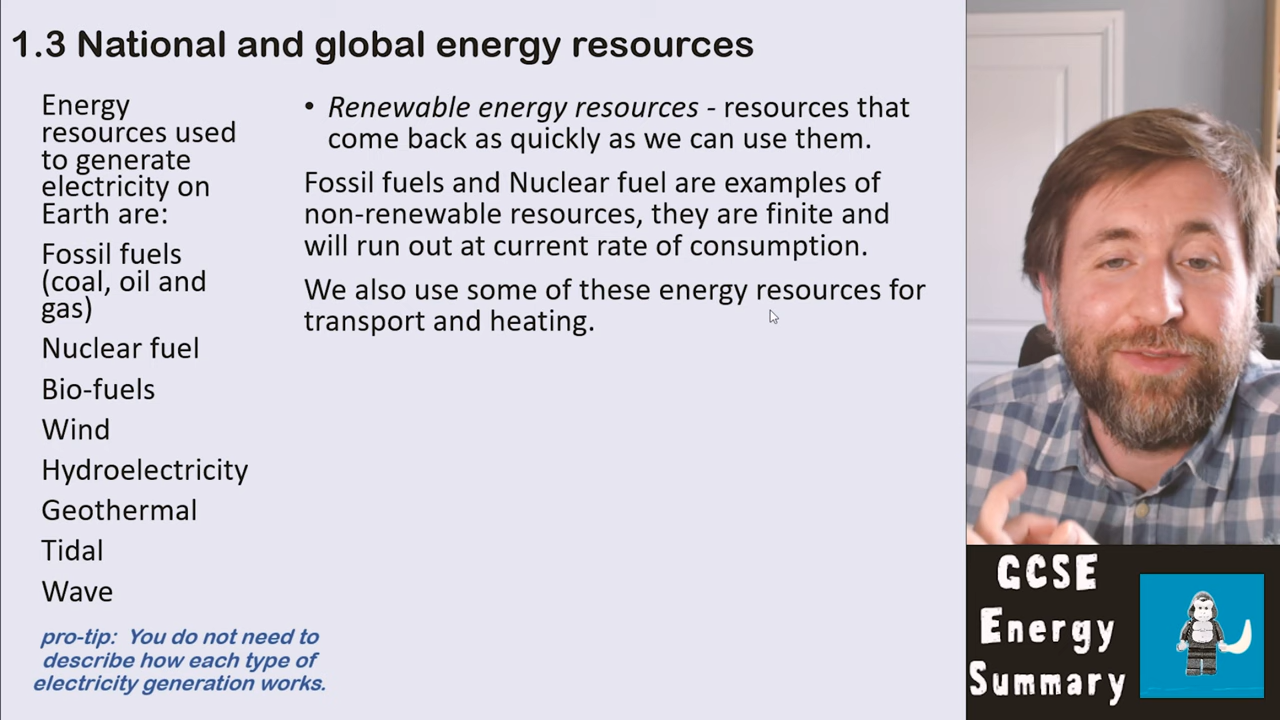 1.3 National and global energy resources
Energy
resources used
to generate
electricity on
Earth are:
Fossil fuels
(coal, oil and
gas)
Nuclear fuel
Bio-fuels
Wind
Hydroelectricity
Geothermal
Tidal
Wave
pro-tip: You do not need to
describe how each type of
electricity generation works.
• Renewable energy resources - resources that
come back as quickly as we can use them.
Fossil fuels and Nuclear fuel are examples of
non-renewable resources, they are finite and
will run out at current rate of consumption.
We also use some of these energy resources for
transport and heating.
GCSE
Energy
Summary